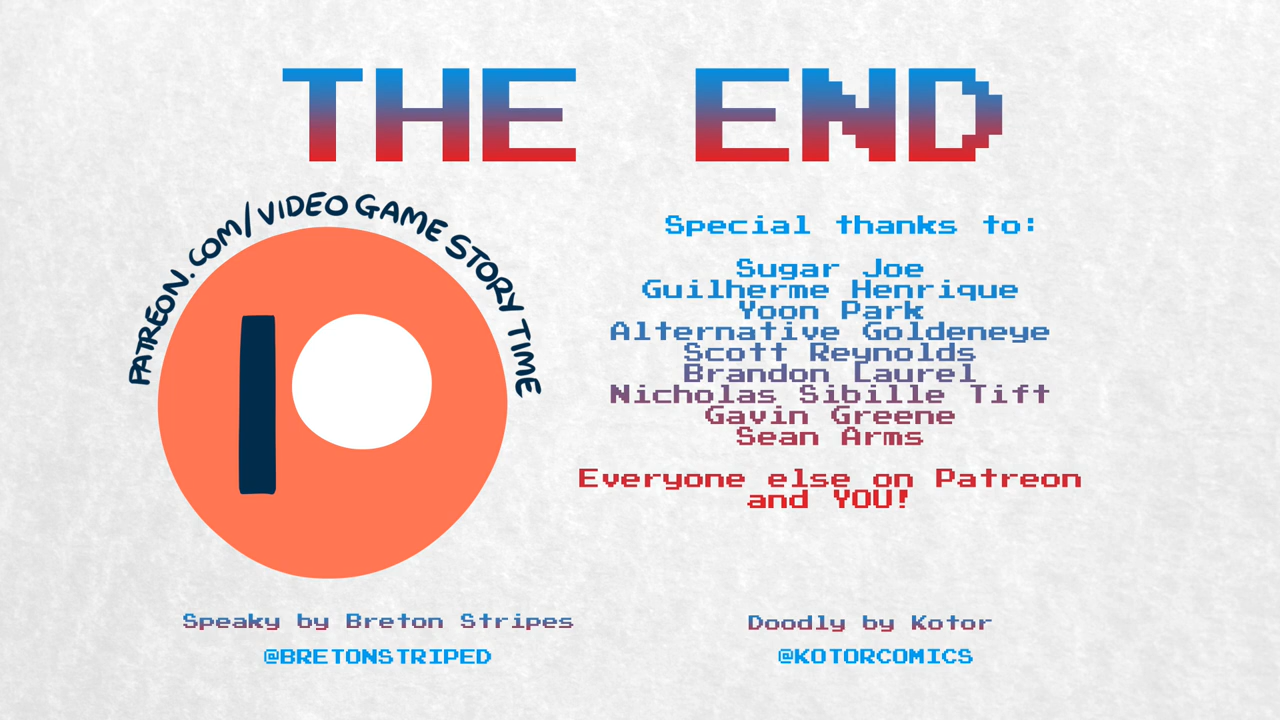 THE END
PATREON.COM/VIDEO GAME STORY TIME
Special thanks to:
Sugar Joe
Guilherme Henrique
Yoon Park
Alternative Goldeneye
Scott Reynolds
Brandon Laurel
Nicholas Sibille Tift
Gavin Greene
Sean Arms
Everyone else on Patreon
and YOU!
Speaky by Breton Stripes
@BRETONSTRIPED
Doodly by Kotor
@KOTORCOMICS